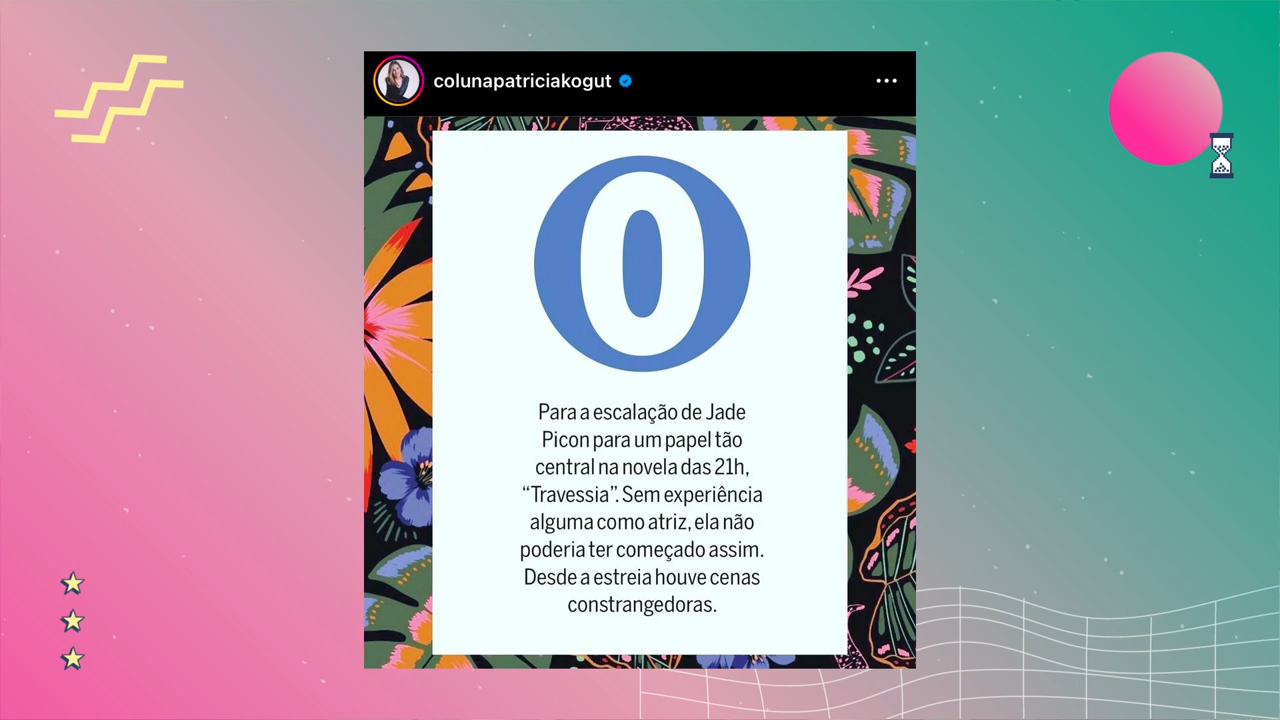 colunapatriciakogut
0
Para a escalação de Jade
Picon para um papel tão
central na novela das 21h,
“Travessia”. Sem experiência
alguma como atriz, ela não
poderia ter começado assim.
Desde a estreia houve cenas
constrangedoras.